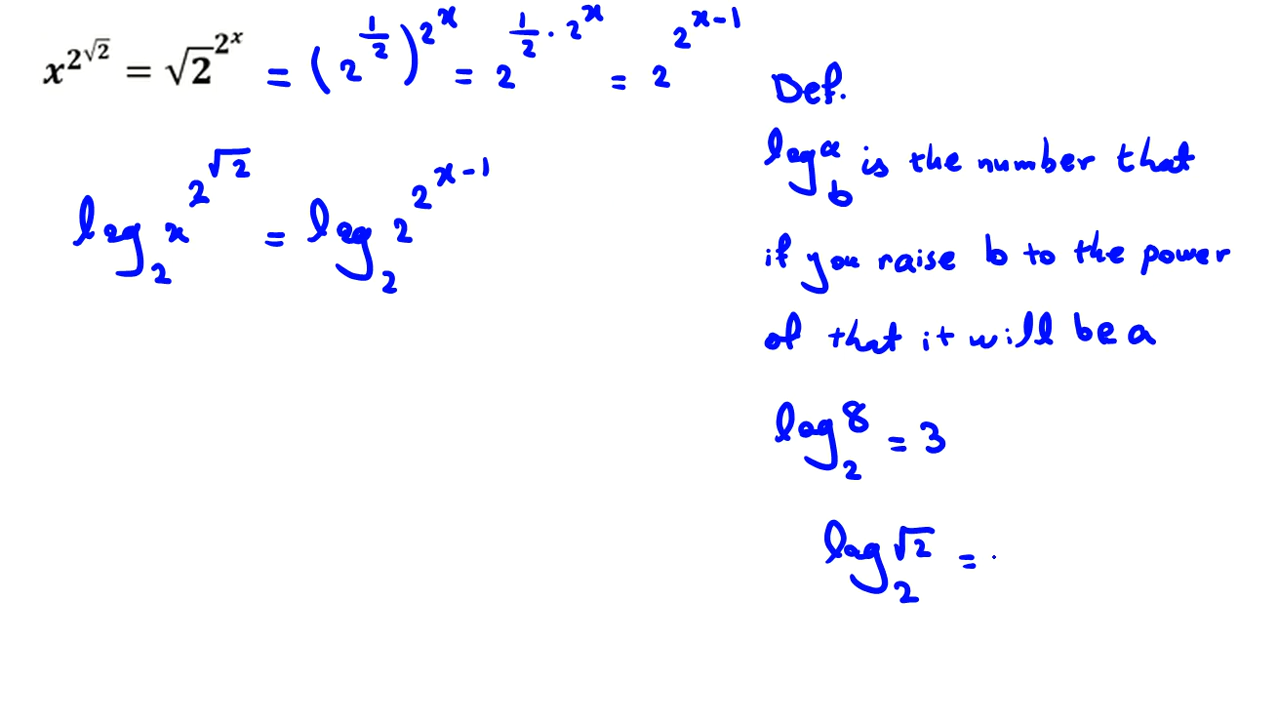 x^{2^{√2}} = √2^{2^x} = (2^{1/2})^{2^x} = 2^{1/2 · 2^x} = 2^{2^{x-1}}
log_2 x^{2^{√2}} = log_2 2^{2^{x-1}}
Def.
log_b a is the number that
if you raise b to the power
of that it will be a
log_2 8 = 3
log_2 √2 =